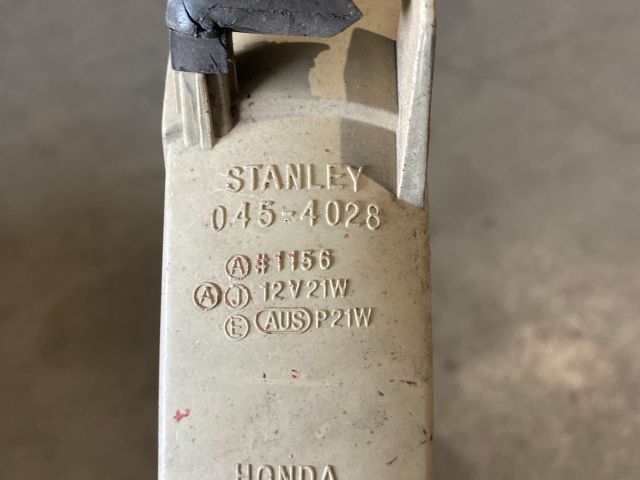 STANLEY
045-4028
Ⓐ #1156
Ⓐ Ⓙ 12V21W
Ⓔ AUS P21W
HONDA